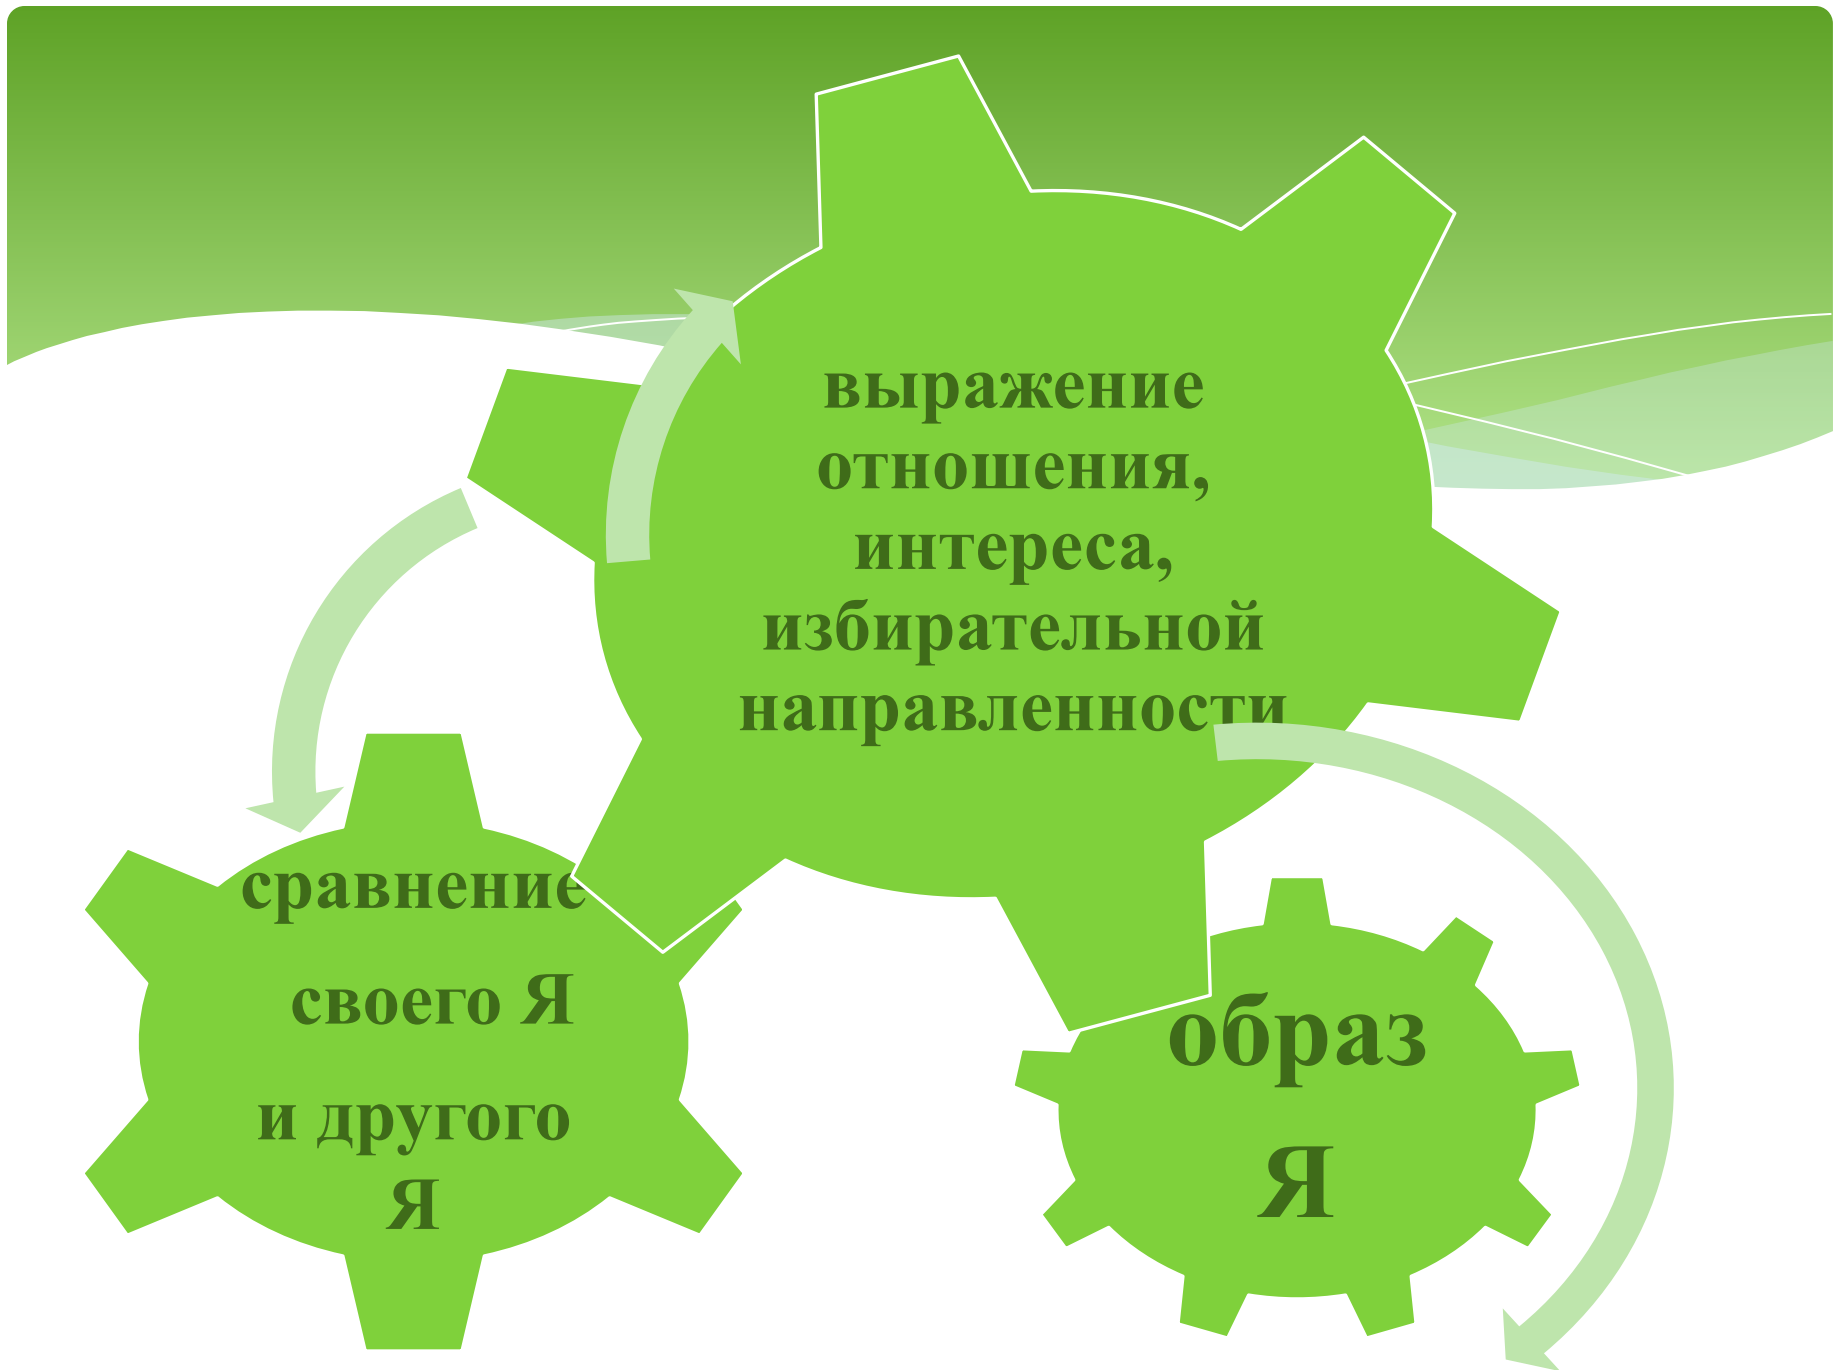 выражение
отношения,
интереса,
избирательной
направленности
сравнение
своего Я
и другого
Я
образ
Я